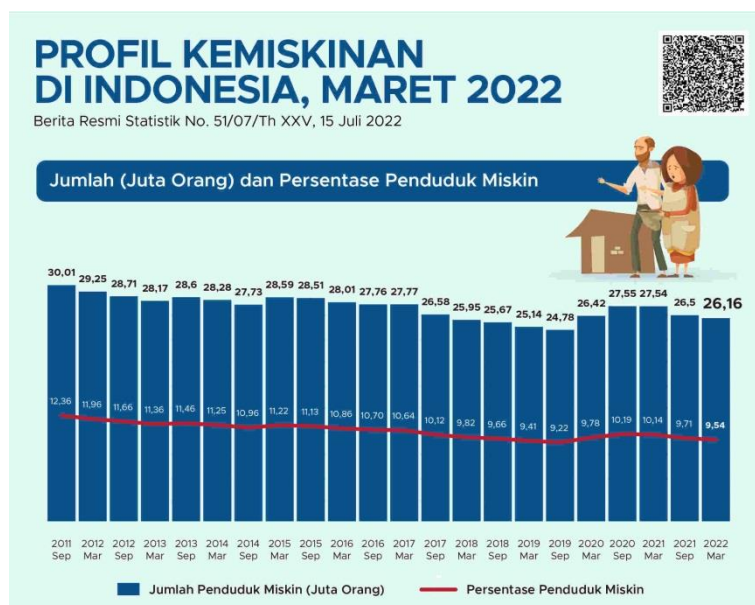 PROFIL KEMISKINAN
DI INDONESIA, MARET 2022
Berita Resmi Statistik No. 51/07/Th XXV, 15 Juli 2022
Jumlah (Juta Orang) dan Persentase Penduduk Miskin
30,01 29,25 28,71 28,17 28,6 28,28 27,73 28,59 28,51 28,01 27,76 27,77 26,58 25,95 25,67 25,14 24,78 26,42 27,55 27,54 26,5 26,16
12,36 11,96 11,66 11,36 11,46 11,25 10,96 11,22 11,13 10,86 10,70 10,64 10,12 9,82 9,66 9,41 9,22 9,78 10,19 10,14 9,71 9,54
2011 2012 2012 2013 2013 2014 2014 2015 2015 2016 2016 2017 2017 2018 2018 2019 2019 2020 2020 2021 2021 2022
Sep Mar Sep Mar Sep Mar Sep Mar Sep Mar Sep Mar Sep Mar Sep Mar Sep Mar Sep Mar Sep Mar
Jumlah Penduduk Miskin (Juta Orang) Persentase Penduduk Miskin